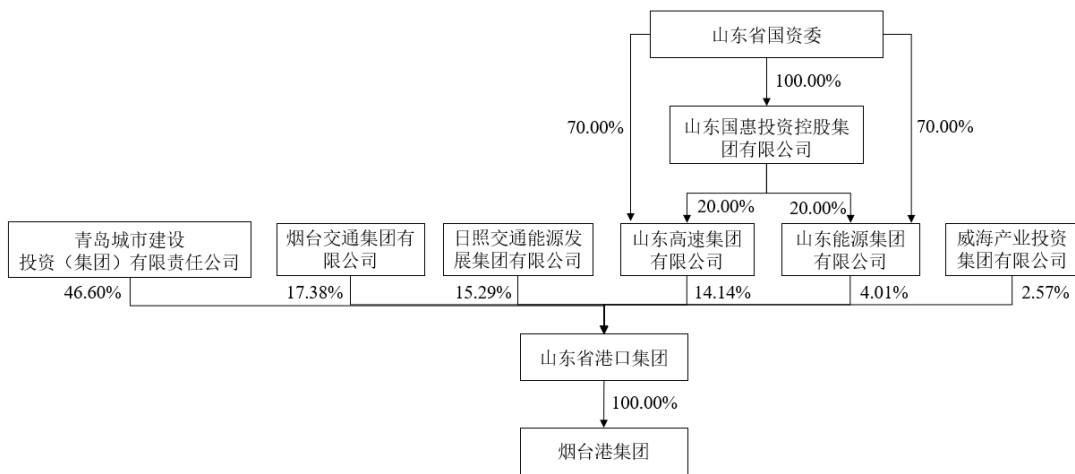 山东省国资委
100.00%
70.00%
山东国惠投资控股集
团有限公司
70.00%
20.00%
20.00%
青岛城市建设
投资（集团）有限责任公司
烟台交通集团有
限公司
日照交通能源发
展集团有限公司
山东高速集团
有限公司
山东能源集团
有限公司
威海产业投资
集团有限公司
46.60%
17.38%
15.29%
14.14%
4.01%
2.57%
山东省港口集团
100.00%
烟台港集团